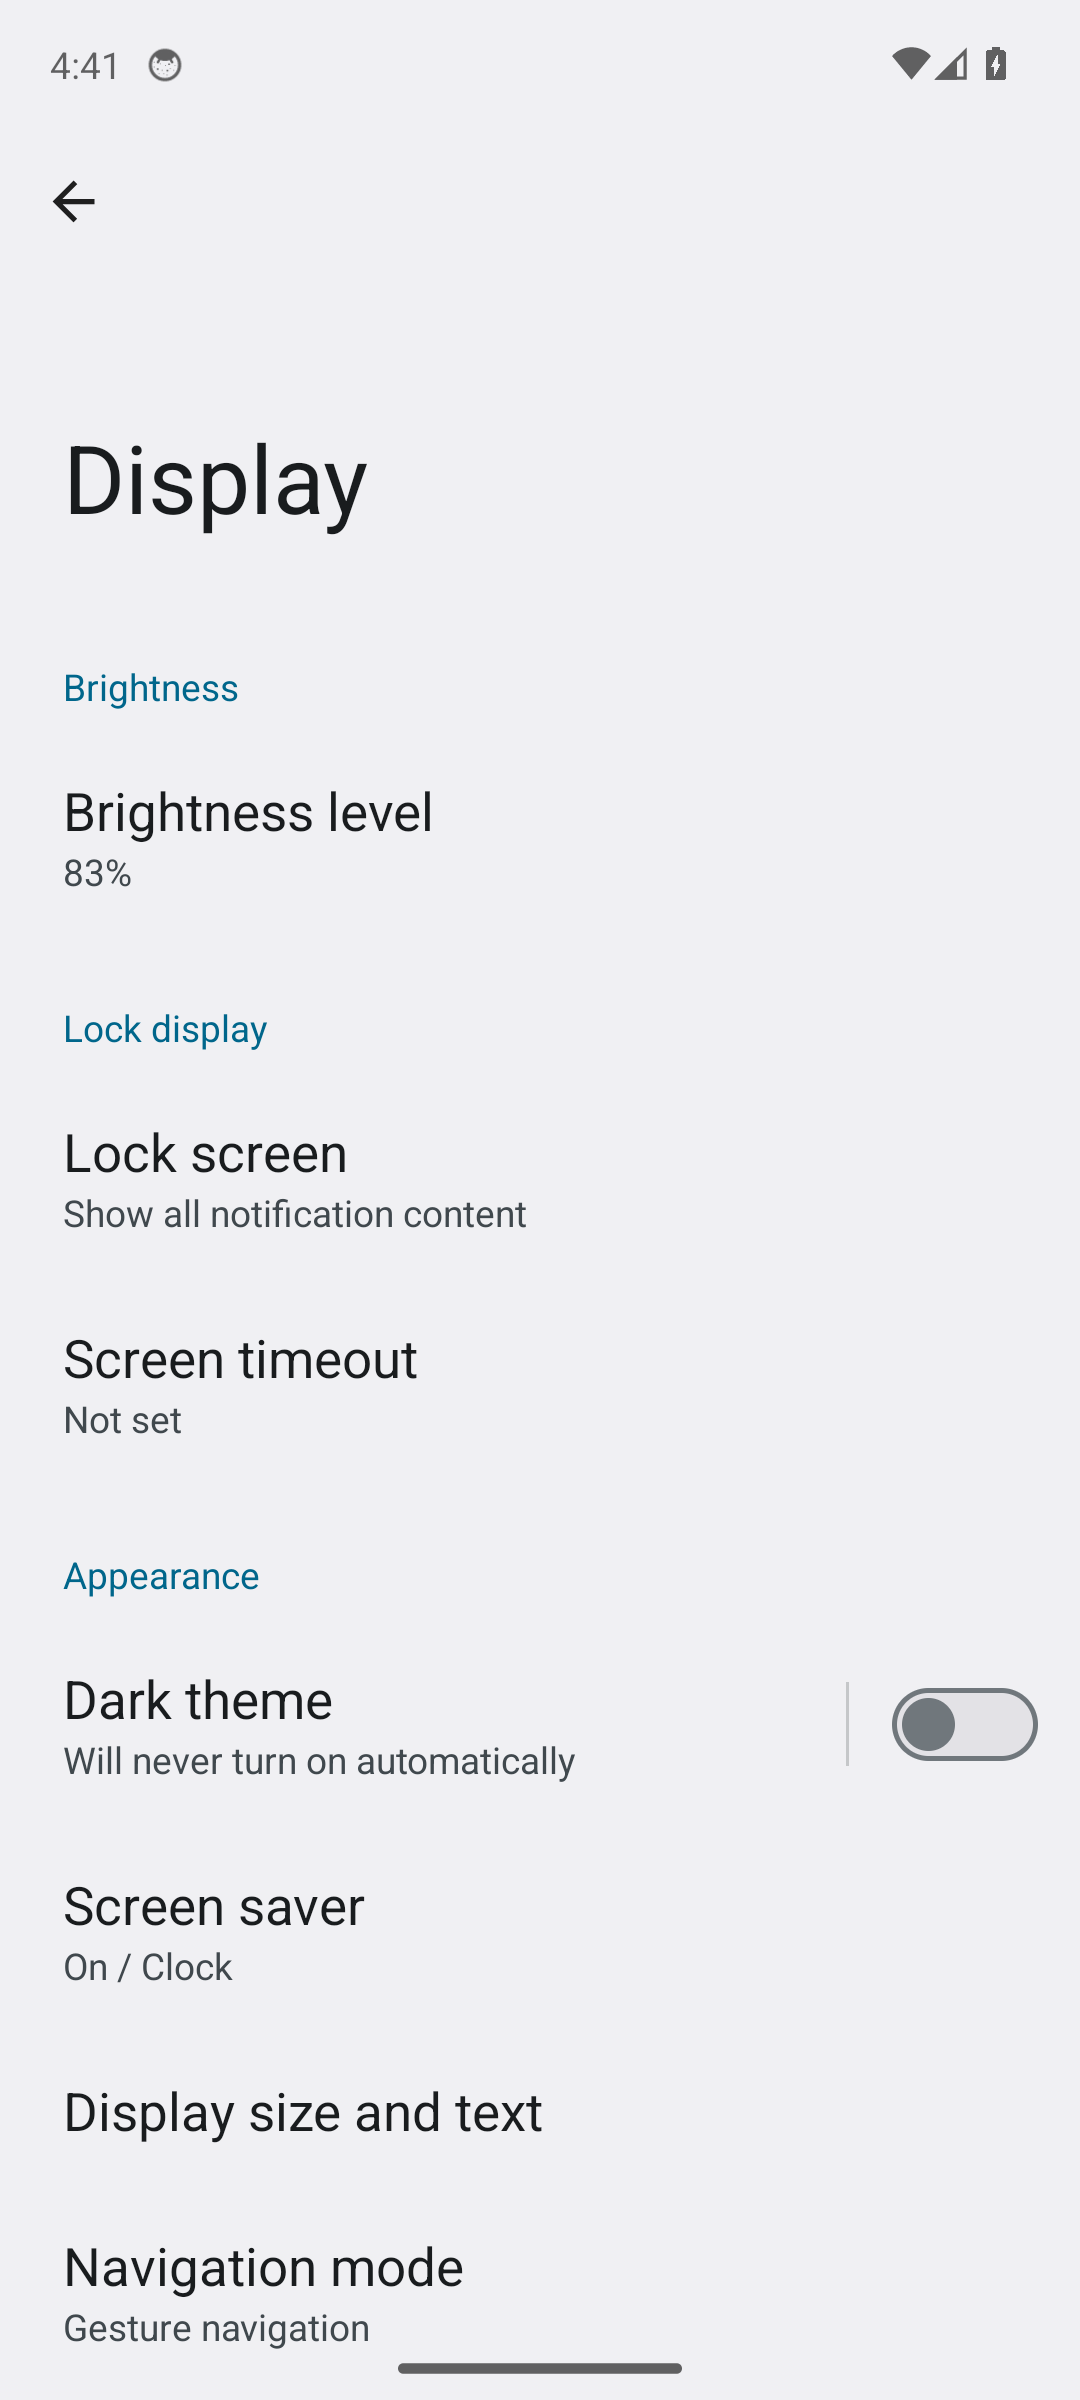 4:41
Display
Brightness
Brightness level
83%
Lock display
Lock screen
Show all notification content
Screen timeout
Not set
Appearance
Dark theme
Will never turn on automatically
Screen saver
On / Clock
Display size and text
Navigation mode
Gesture navigation